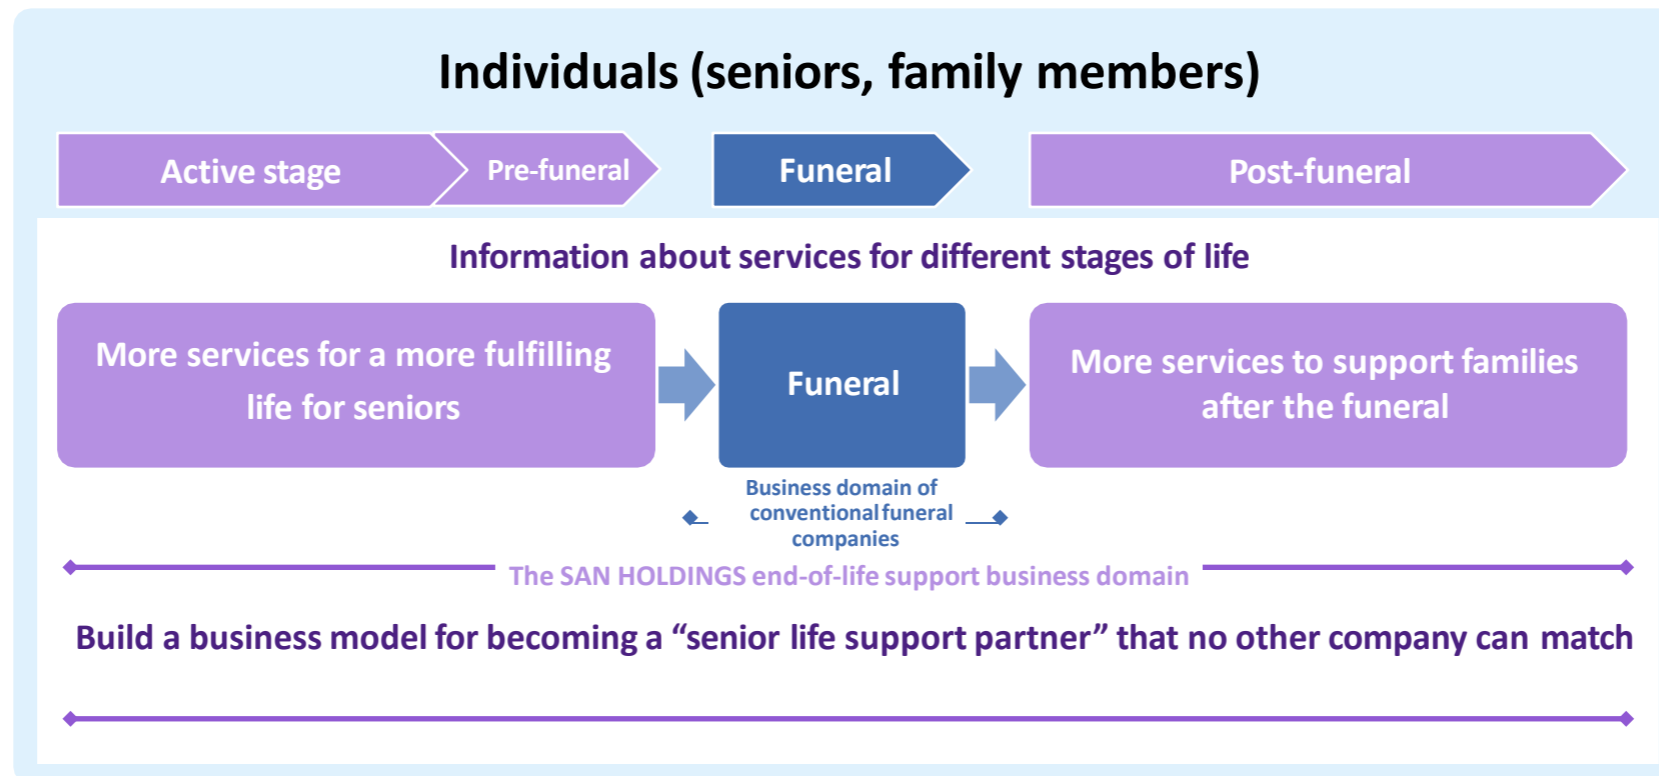 Individuals (seniors, family members)
Active stage
Pre-funeral
Funeral
Post-funeral
Information about services for different stages of life
More services for a more fulfilling
life for seniors
Funeral
More services to support families
after the funeral
Business domain of
conventional funeral
companies
The SAN HOLDINGS end-of-life support business domain
Build a business model for becoming a “senior life support partner” that no other company can match